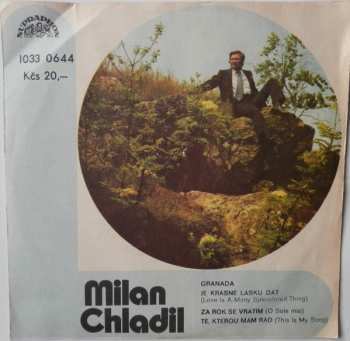 SUPRAPHON
1033 0644
Kčs 20,—
Milan
Chladil
GRANADA
JE KRÁSNÉ LÁSKU DÁT
(Love Is A Many Splendored Thing)
ZA ROK SE VRÁTÍM (O Sole mio)
TE, KTEROU MÁM RÁD (This Is My Song)